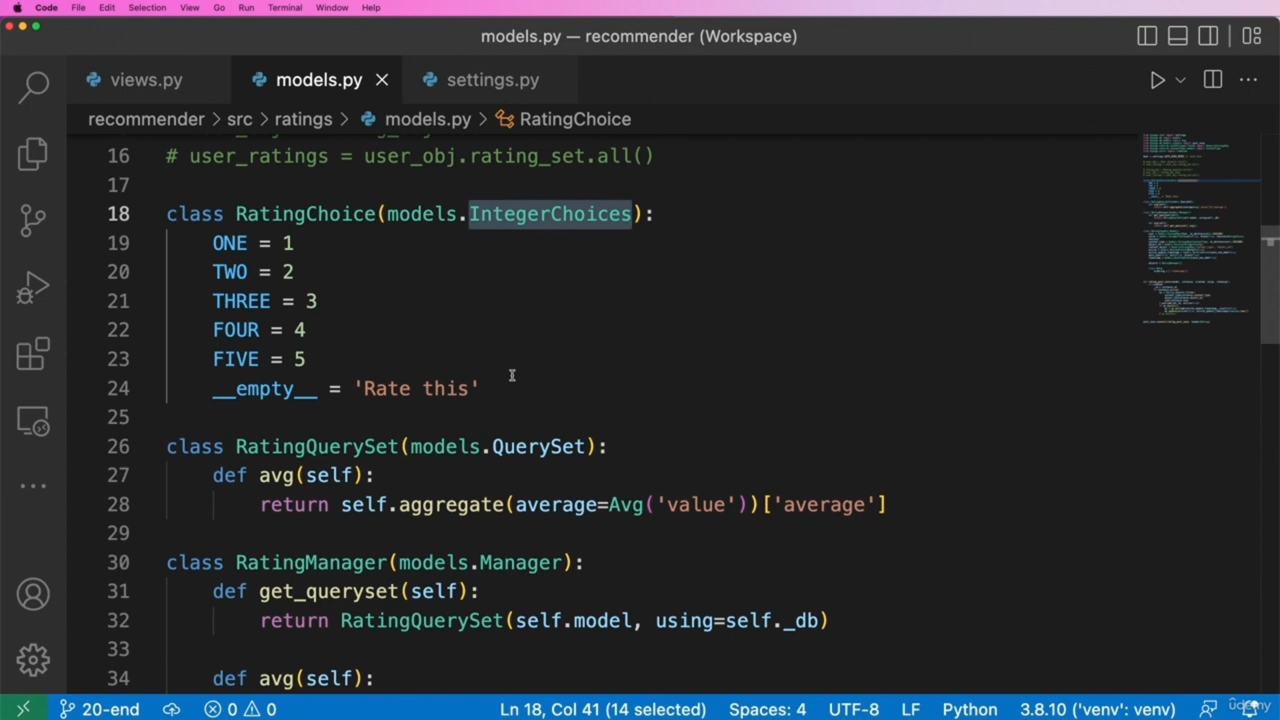 Code File Edit Selection View Go Run Terminal Window Help
models.py — recommender (Workspace)
views.py models.py settings.py
recommender > src > ratings > models.py > RatingChoice
16 # user_ratings = user_obj.rating_set.all()
17
18 class RatingChoice(models.IntegerChoices):
19 ONE = 1
20 TWO = 2
21 THREE = 3
22 FOUR = 4
23 FIVE = 5
24 __empty__ = 'Rate this'
25
26 class RatingQuerySet(models.QuerySet):
27 def avg(self):
28 return self.aggregate(average=Avg('value'))['average']
29
30 class RatingManager(models.Manager):
31 def get_queryset(self):
32 return RatingQuerySet(self.model, using=self._db)
33
34 def avg(self):
20-end 0 0 Ln 18, Col 41 (14 selected) Spaces: 4 UTF-8 LF Python 3.8.10 ('venv': venv)
udemy